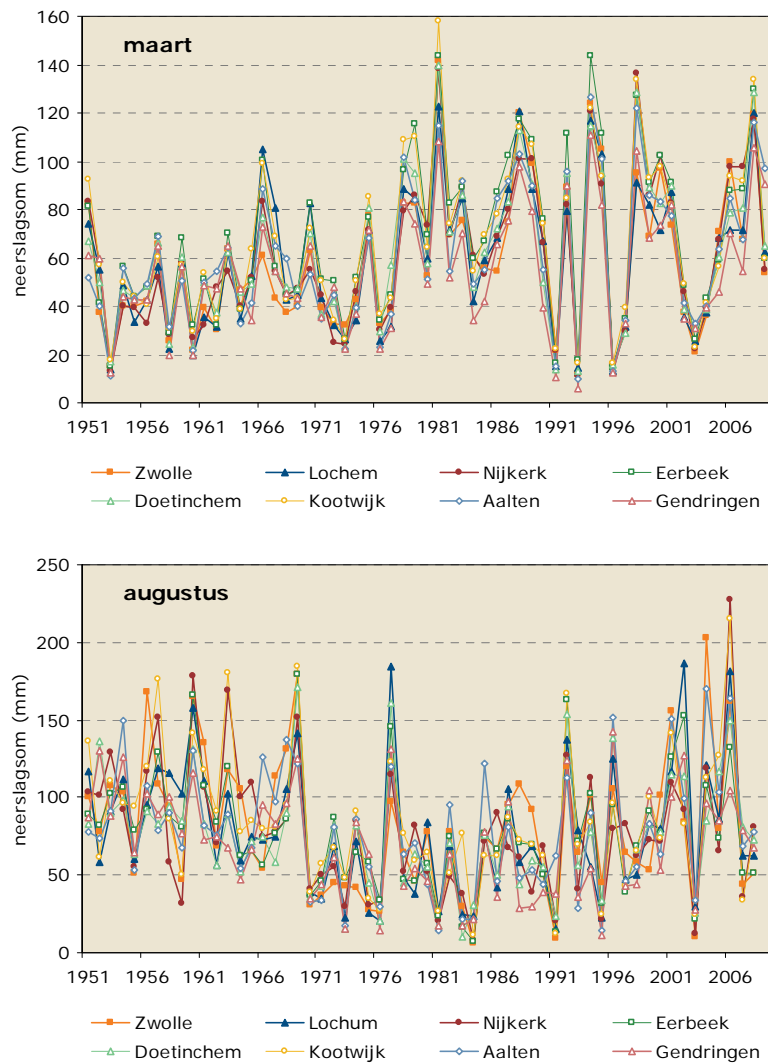 maart
neerslagsom (mm)
160
140
120
100
80
60
40
20
0
1951 1956 1961 1966 1971 1976 1981 1986 1991 1996 2001 2006
Zwolle Lochem Nijkerk Eerbeek
Doetinchem Kootwijk Aalten Gendringen
augustus
neerslagsom (mm)
250
200
150
100
50
0
1951 1956 1961 1966 1971 1976 1981 1986 1991 1996 2001 2006
Zwolle Lochum Nijkerk Eerbeek
Doetinchem Kootwijk Aalten Gendringen